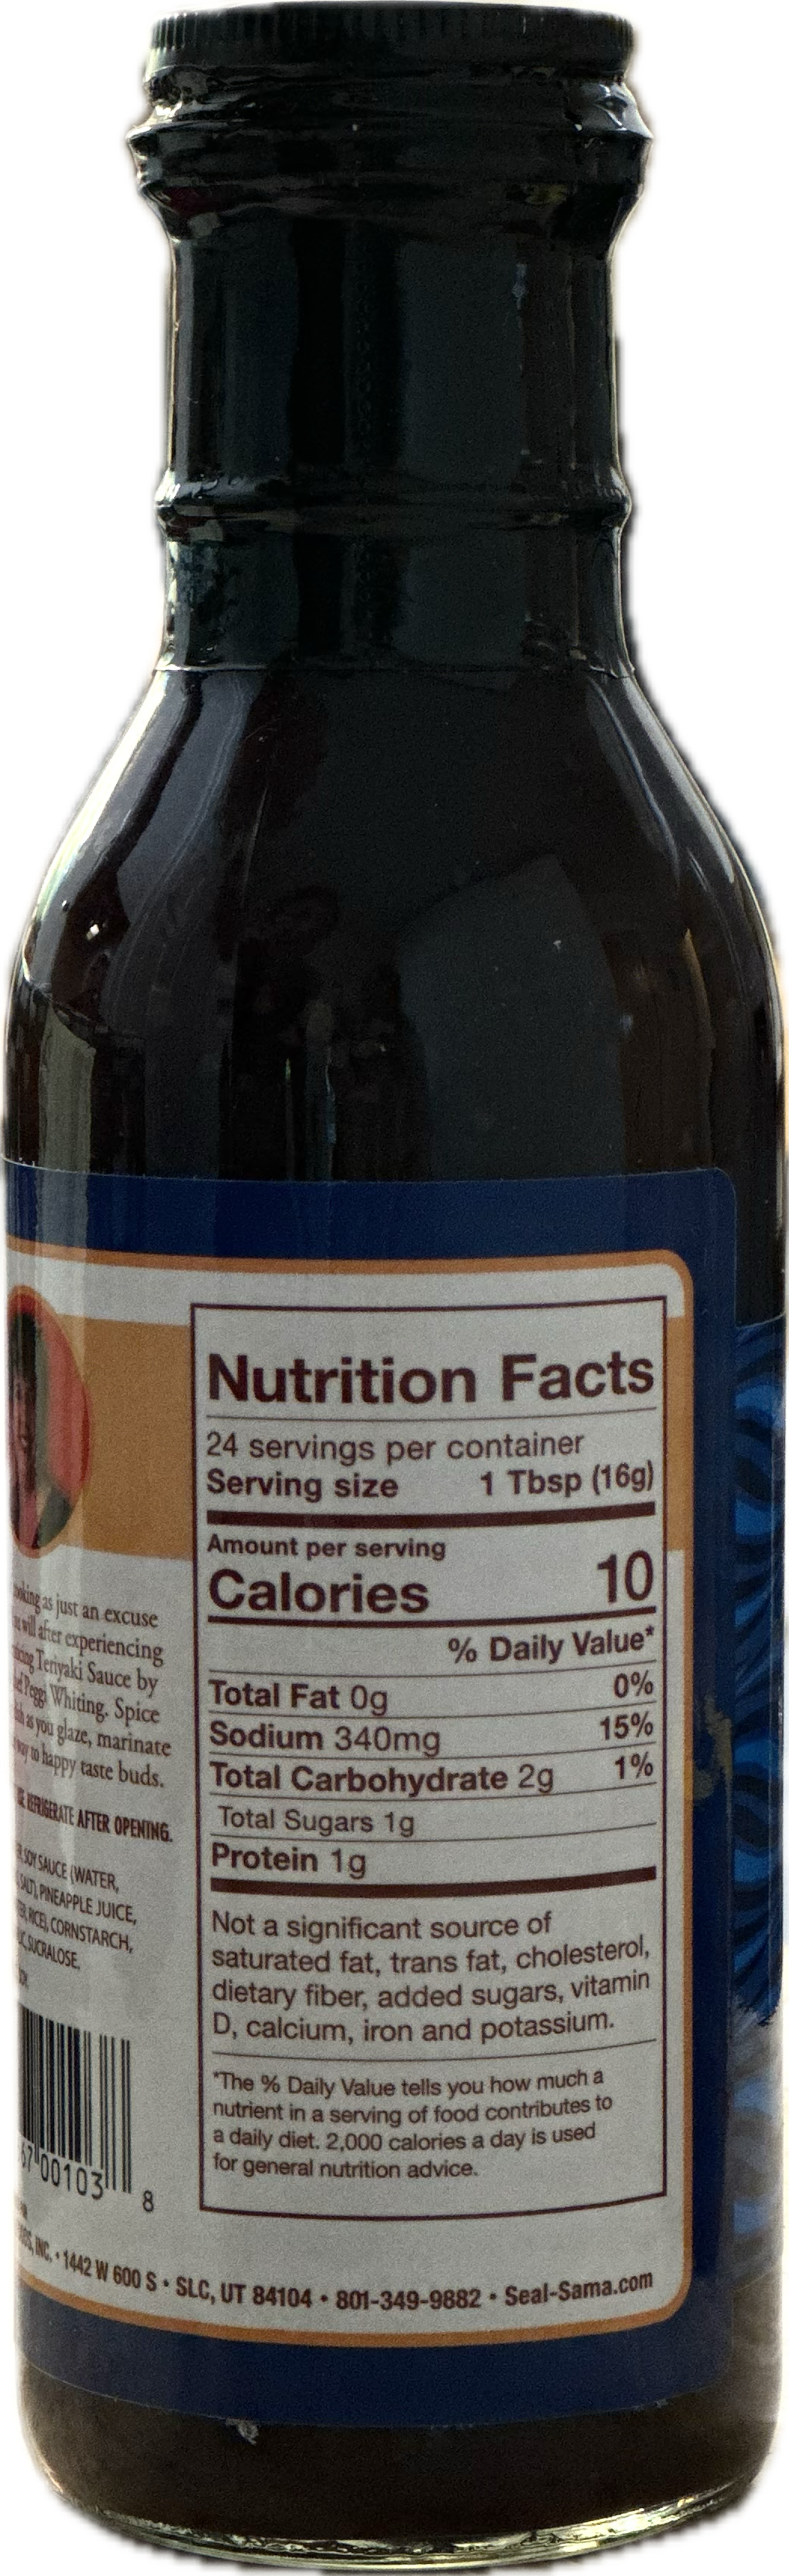 Nutrition Facts
24 servings per container
Serving size 1 Tbsp (16g)
Amount per serving
Calories 10
% Daily Value*
Total Fat 0g 0%
Sodium 340mg 15%
Total Carbohydrate 2g 1%
Total Sugars 1g
Protein 1g
Not a significant source of
saturated fat, trans fat, cholesterol,
dietary fiber, added sugars, vitamin
D, calcium, iron and potassium.
*The % Daily Value tells you how much a
nutrient in a serving of food contributes to
a daily diet. 2,000 calories a day is used
for general nutrition advice.
as just an excuse
will after experiencing
Teriyaki Sauce by
Peggi Whiting. Spice
as you glaze, marinate
way to happy taste buds.
REFRIGERATE AFTER OPENING.
SOY SAUCE (WATER,
SALT), PINEAPPLE JUICE,
RICE), CORNSTARCH,
SUCRALOSE.
67 00103 8
INC. • 1442 W 600 S • SLC, UT 84104 • 801-349-9882 • Seal-Sama.com